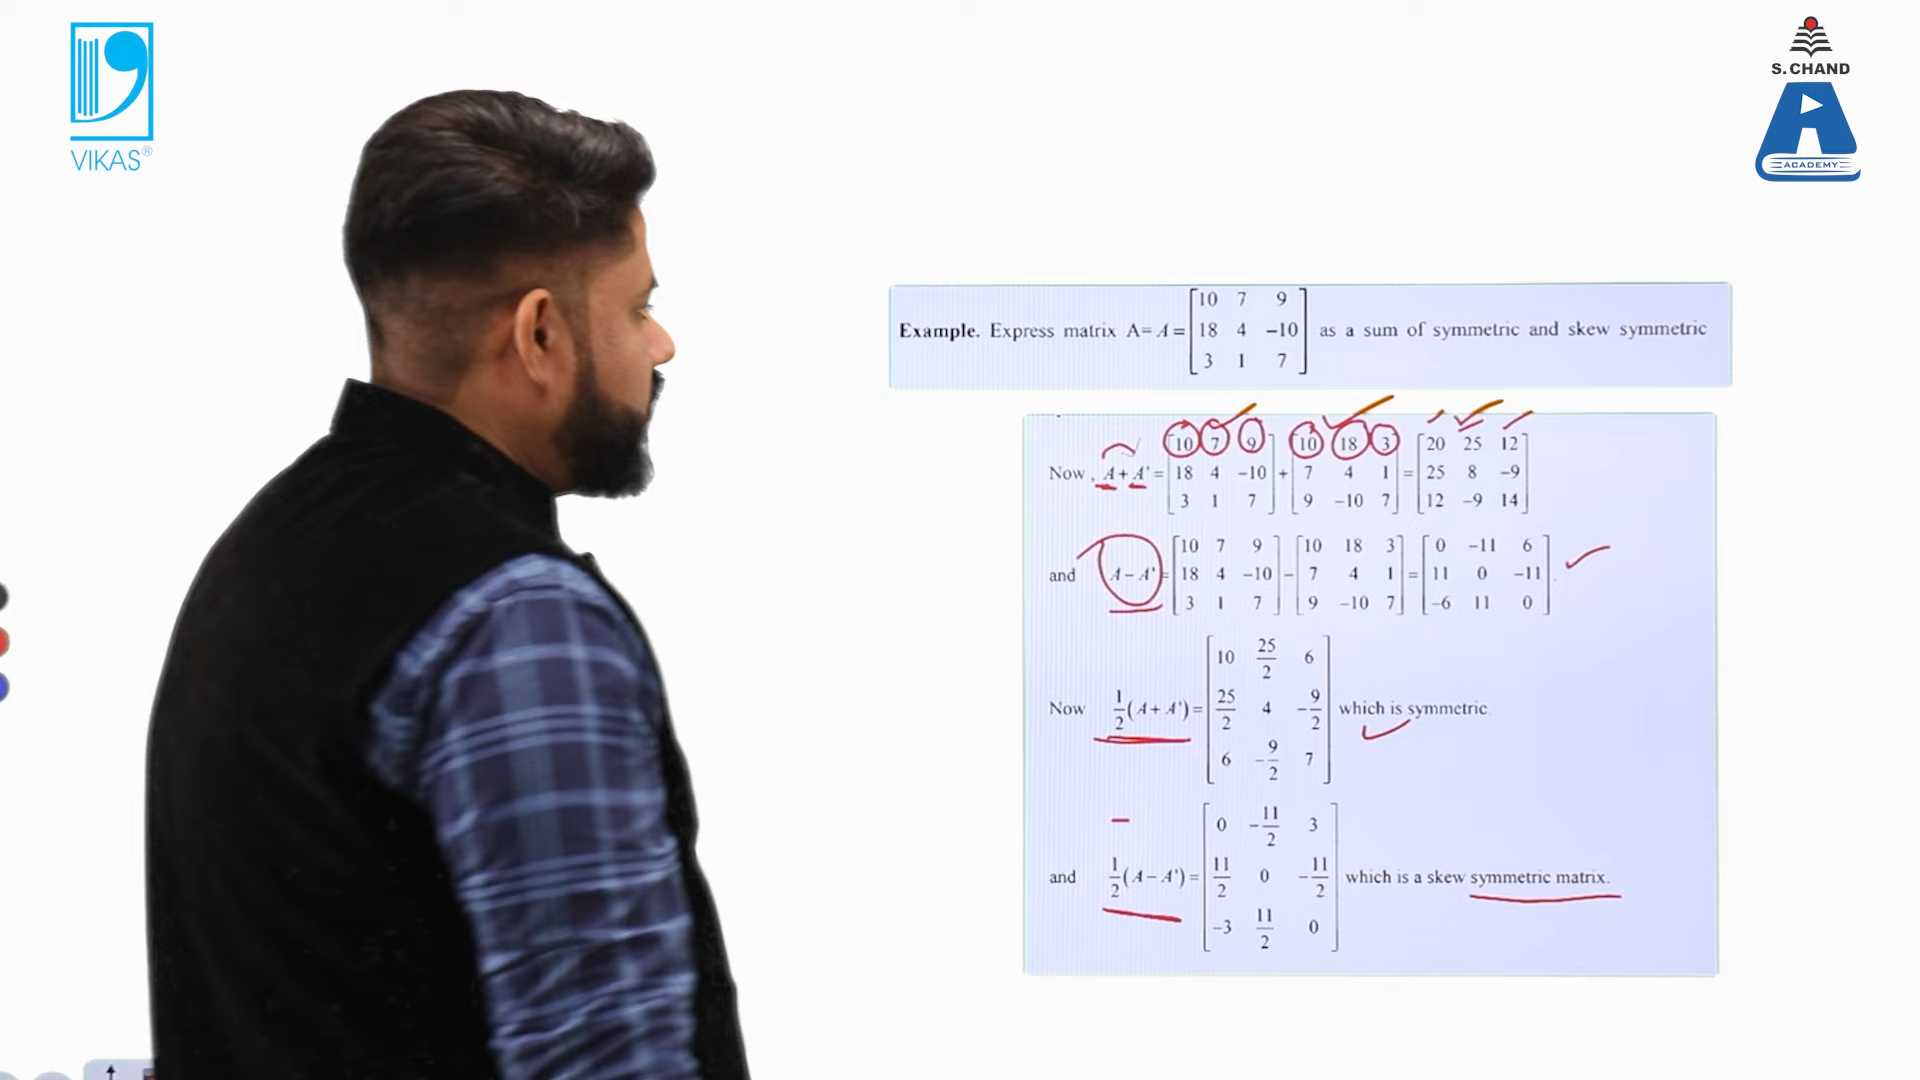 VIKAS®
S. CHAND
ACADEMY
Example. Express matrix A= A = [10 7 9; 18 4 −10; 3 1 7] as a sum of symmetric and skew symmetric
Now , A + A' = [10 7 9; 18 4 −10; 3 1 7] + [10 18 3; 7 4 1; 9 −10 7] = [20 25 12; 25 8 −9; 12 −9 14]
and A − A' = [10 7 9; 18 4 −10; 3 1 7] − [10 18 3; 7 4 1; 9 −10 7] = [0 −11 6; 11 0 −11; −6 11 0].
Now 1/2 (A + A') = [10 25/2 6; 25/2 4 −9/2; 6 −9/2 7] which is symmetric
and 1/2 (A − A') = [0 −11/2 3; 11/2 0 −11/2; −3 11/2 0] which is a skew symmetric matrix.